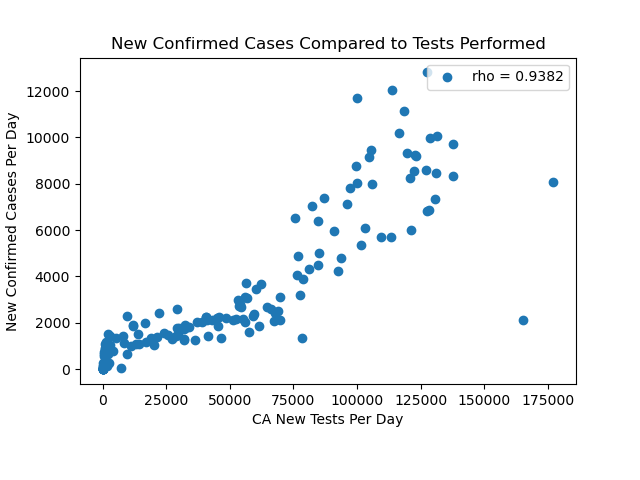 New Confirmed Cases Compared to Tests Performed
rho = 0.9382
New Confirmed Caeses Per Day
12000
10000
8000
6000
4000
2000
0
0 25000 50000 75000 100000 125000 150000 175000
CA New Tests Per Day